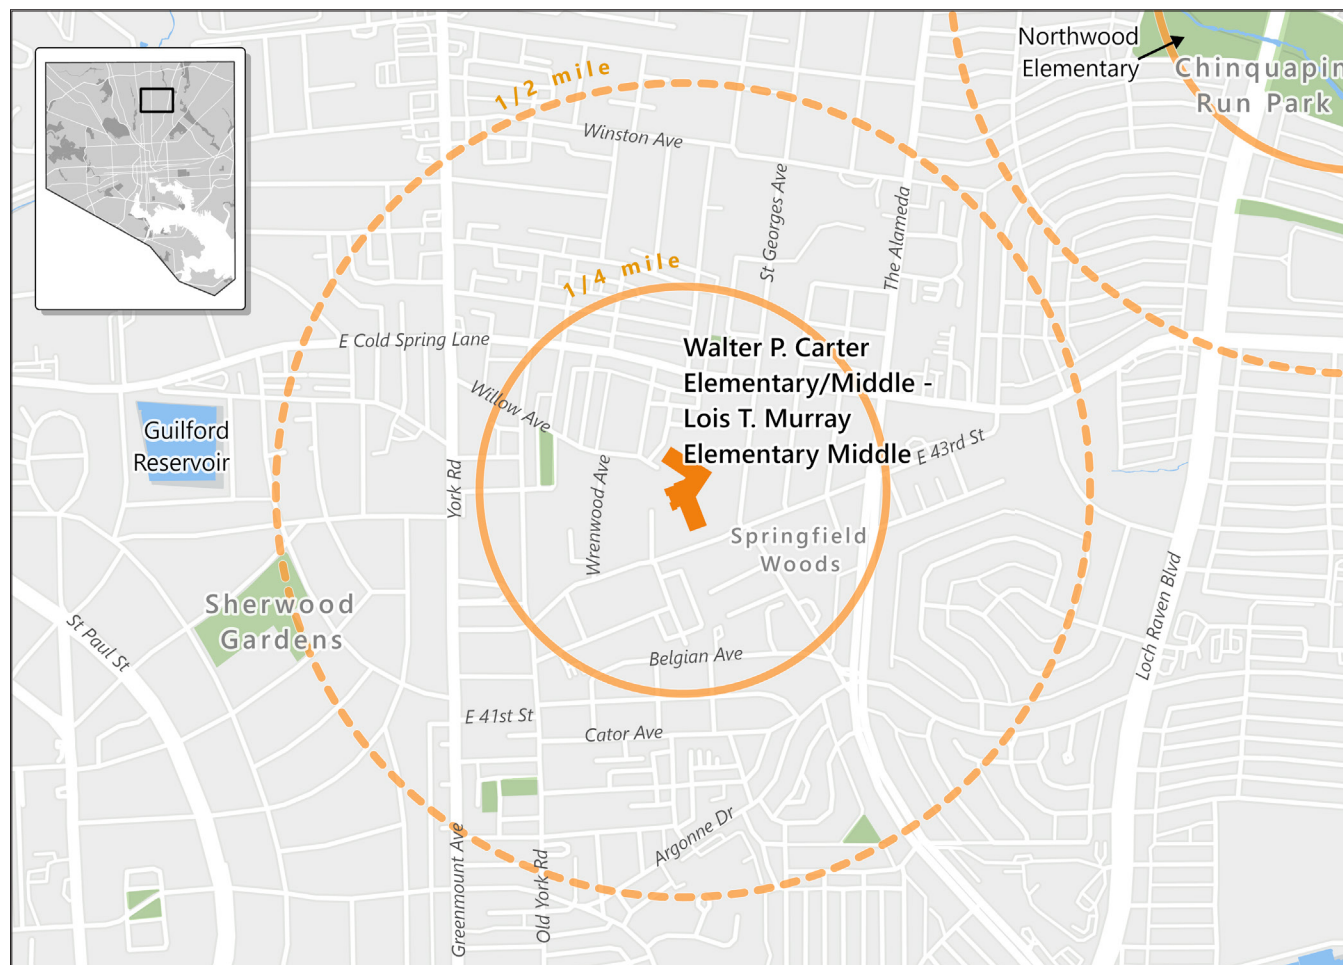 Northwood
Elementary
Chinquapin
Run Park
1/2 mile
Winston Ave
St Georges Ave
The Alameda
1/4 mile
E Cold Spring Lane
Walter P. Carter
Elementary/Middle -
Lois T. Murray
Elementary Middle
Willow Ave
Guilford
Reservoir
E 43rd St
York Rd
Wrenwood Ave
Springfield
Woods
Sherwood
Gardens
St Paul St
Loch Raven Blvd
Belgian Ave
E 41st St
Cator Ave
Argonne Dr
Greenmount Ave
Old York Rd